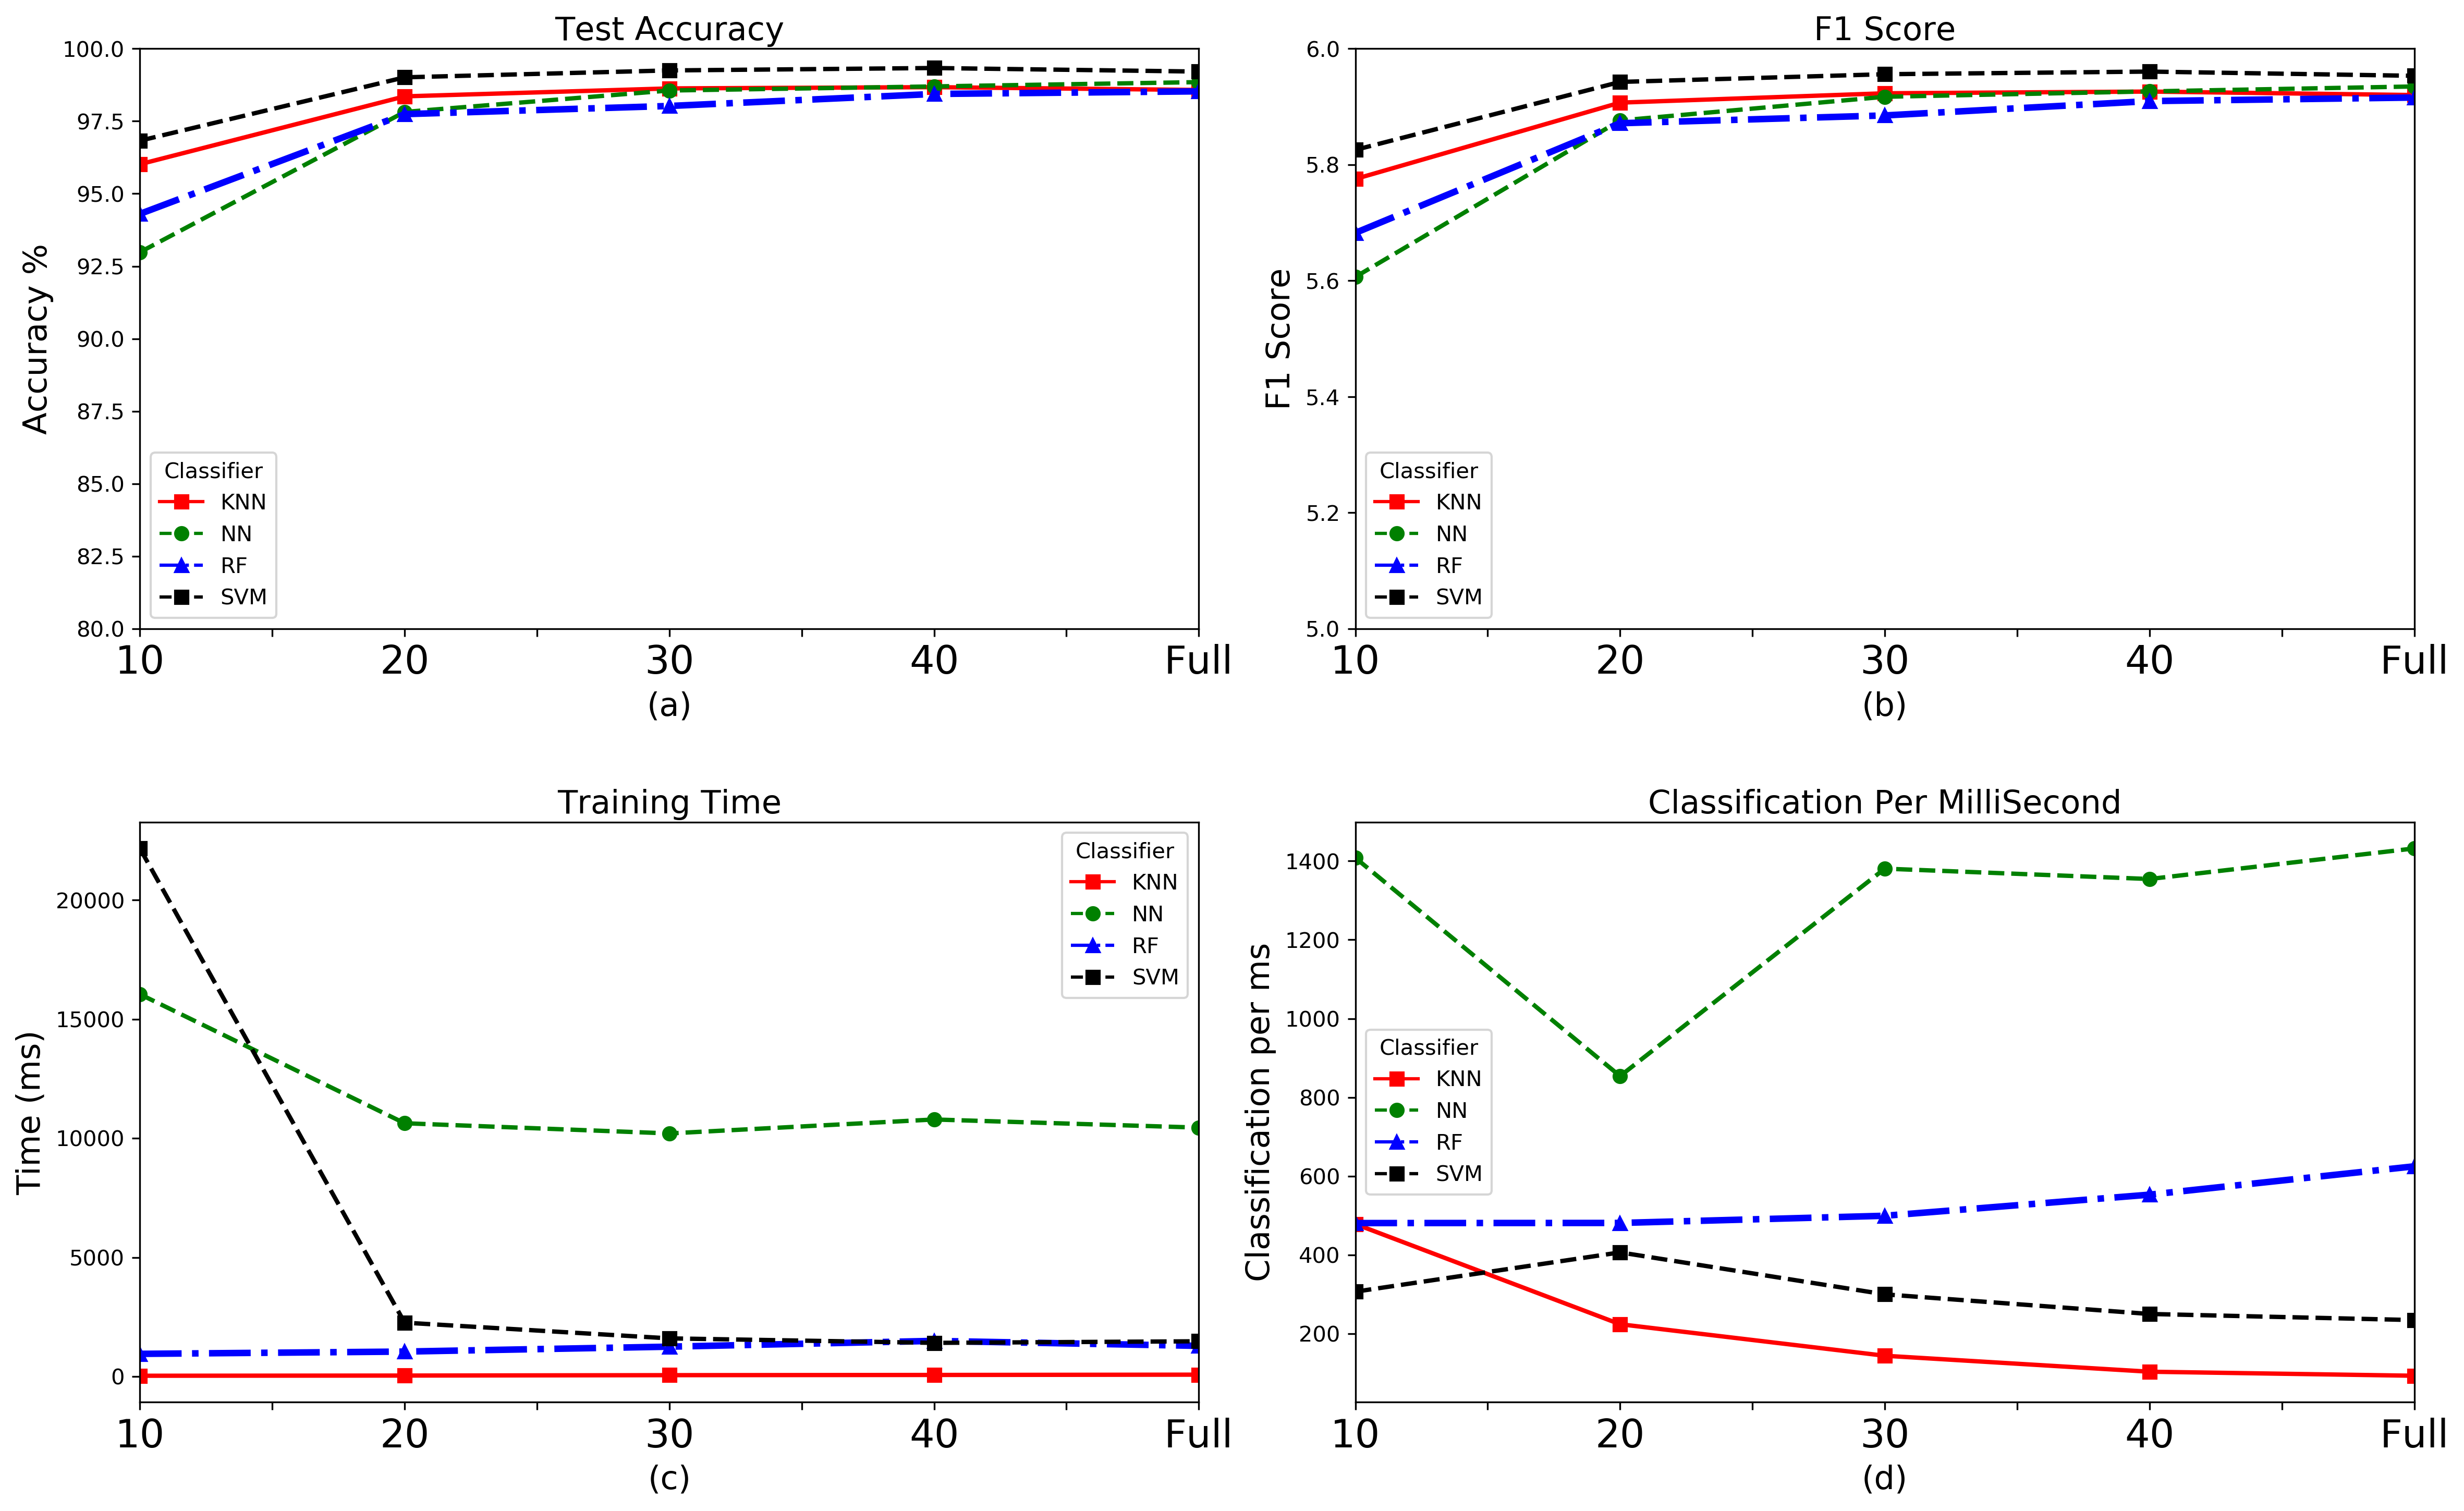 Test Accuracy
100.0
97.5
95.0
92.5
90.0
87.5
85.0
82.5
80.0
Accuracy %
Classifier
KNN
NN
RF
SVM
10 20 30 40 Full
(a)
F1 Score
6.0
5.8
5.6
5.4
5.2
5.0
F1 Score
Classifier
KNN
NN
RF
SVM
10 20 30 40 Full
(b)
Training Time
20000
15000
10000
5000
0
Time (ms)
Classifier
KNN
NN
RF
SVM
10 20 30 40 Full
(c)
Classification Per MilliSecond
1400
1200
1000
800
600
400
200
Classification per ms
Classifier
KNN
NN
RF
SVM
10 20 30 40 Full
(d)